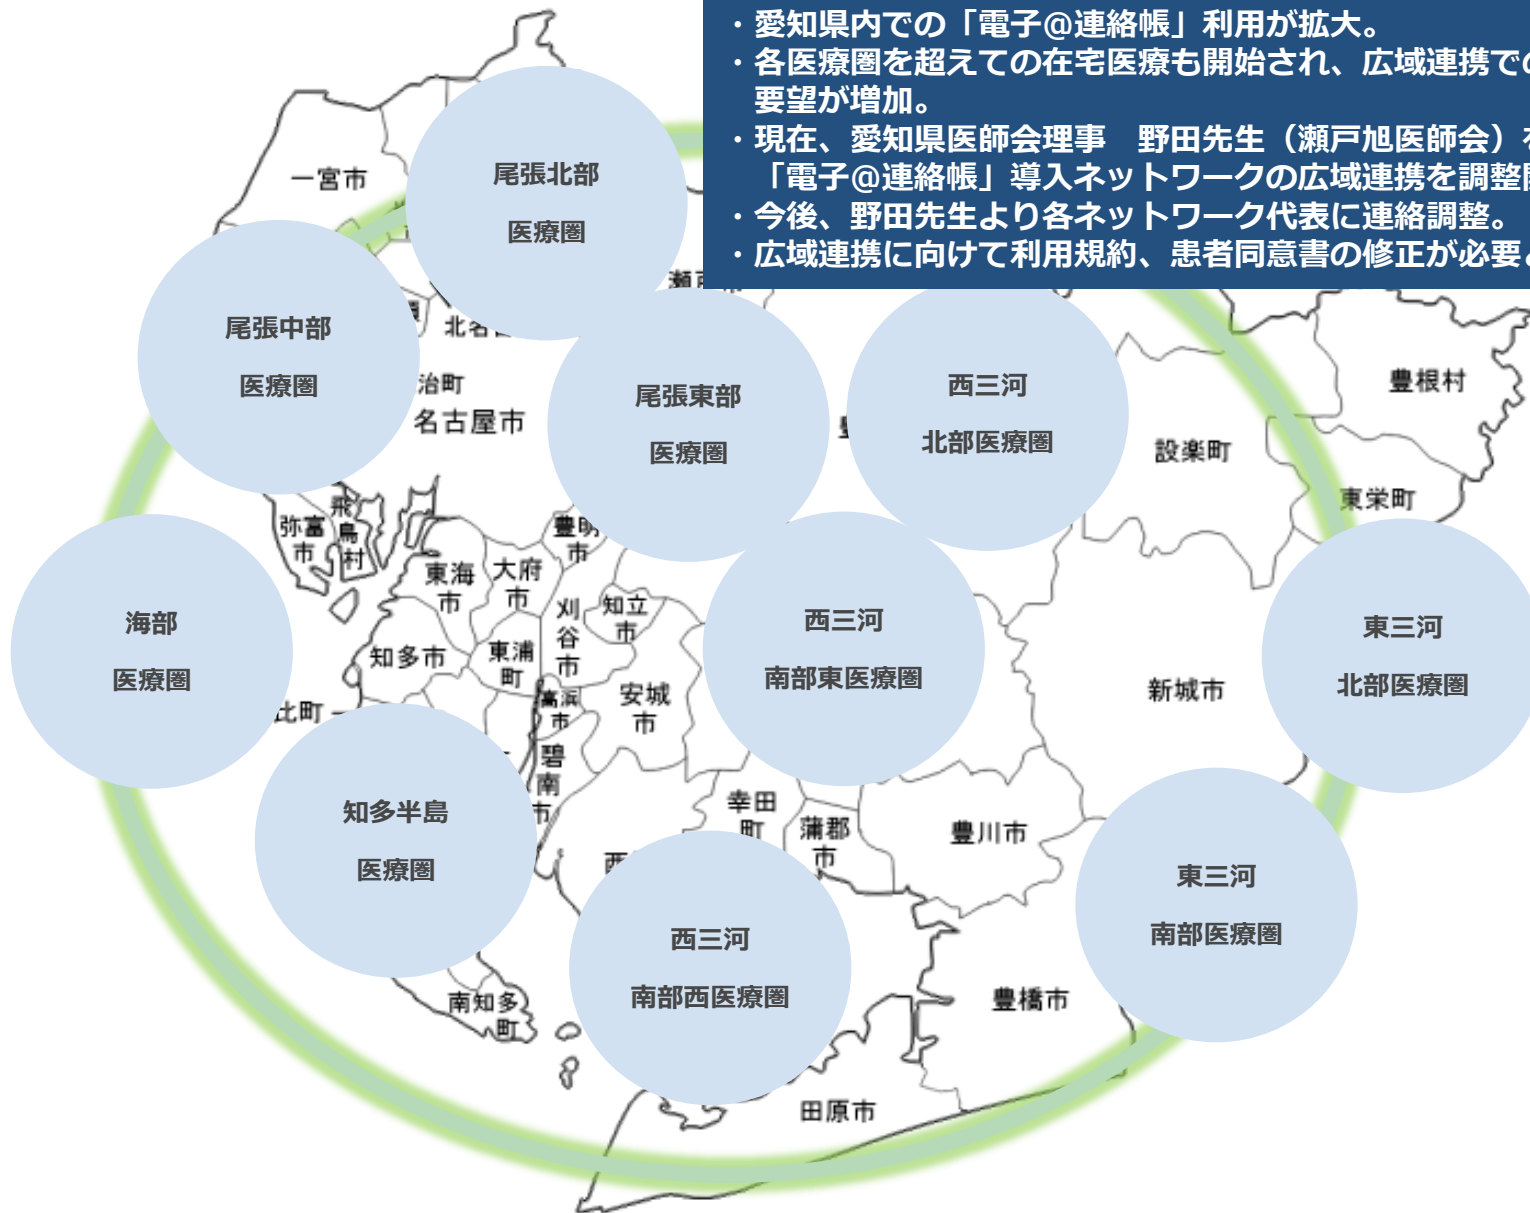 ・愛知県内での「電子@連絡帳」利用が拡大。
・各医療圏を超えての在宅医療も開始され、広域連携での
要望が増加。
・現在、愛知県医師会理事　野田先生（瀬戸旭医師会）を
「電子@連絡帳」導入ネットワークの広域連携を調整開
・今後、野田先生より各ネットワーク代表に連絡調整。
・広域連携に向けて利用規約、患者同意書の修正が必要と
一宮市
尾張北部
医療圏
尾張中部
医療圏
北名
治町
名古屋市
尾張東部
医療圏
西三河
北部医療圏
設楽町
豊根村
東栄町
弥富
市
飛
島
村
豊明
市
東海
市
大府
市
刈
谷
市
知立
市
知多市
東浦
町
高浜
市
安城
市
碧
南
市
海部
医療圏
比町
西三河
南部東医療圏
新城市
東三河
北部医療圏
知多半島
医療圏
幸田
町
蒲郡
市
豊川市
東三河
南部医療圏
西三河
南部西医療圏
南知多
町
豊橋市
田原市